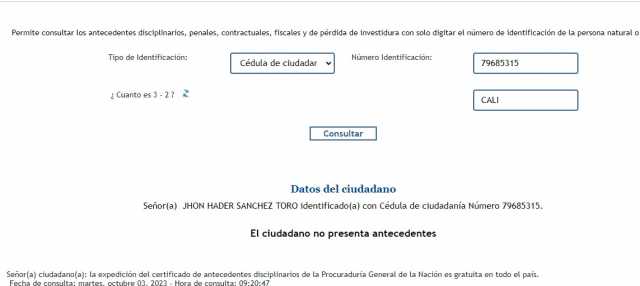 Permite consultar los antecedentes disciplinarios, penales, contractuales, fiscales y de pérdida de investidura con solo digitar el número de identificación de la persona natural o
Tipo de Identificación: Cédula de ciudadar Número Identificación: 79685315
¿ Cuanto es 3 - 2 ? CALI
Consultar
Datos del ciudadano
Señor(a) JHON HADER SANCHEZ TORO identificado(a) con Cédula de ciudadanía Número 79685315.
El ciudadano no presenta antecedentes
Señor(a) ciudadano(a): la expedición del certificado de antecedentes disciplinarios de la Procuraduría General de la Nación es gratuita en todo el país.
Fecha de consulta: martes, octubre 03, 2023 - Hora de consulta: 09:20:47